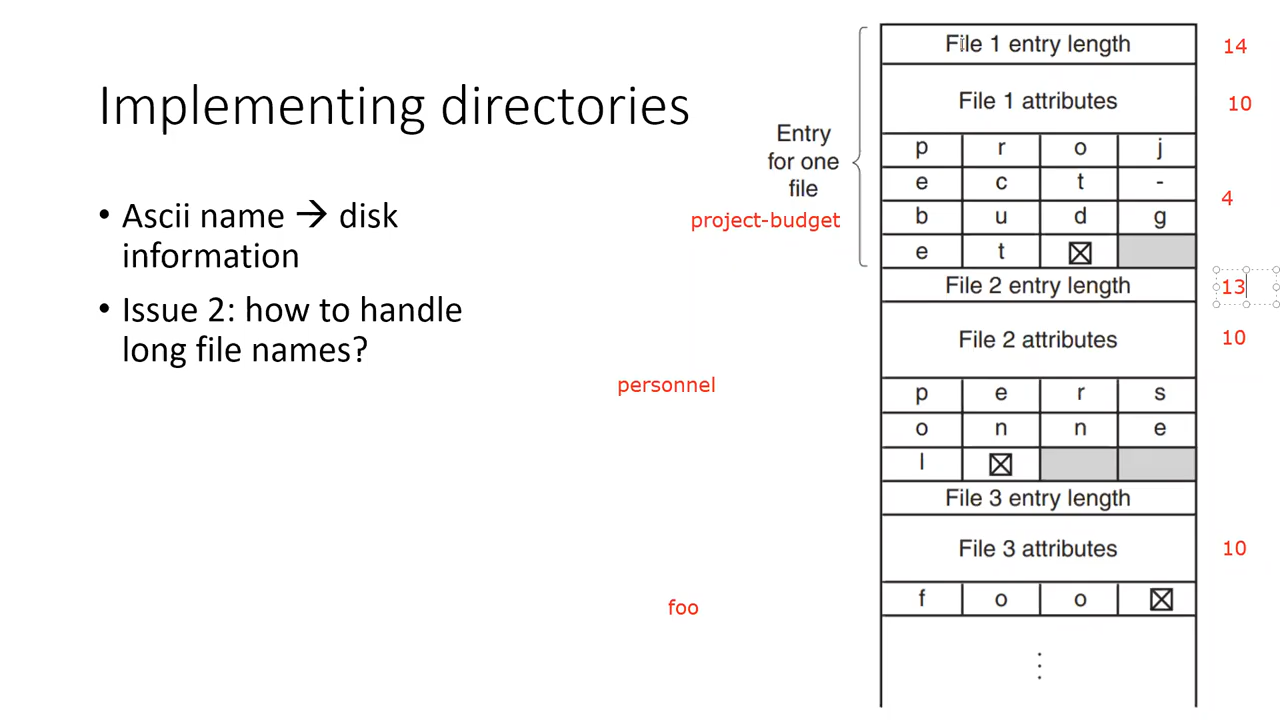 Implementing directories
• Ascii name → disk
information
• Issue 2: how to handle
long file names?
Entry
for one
file
project-budget
personnel
foo
File 1 entry length 14
File 1 attributes 10
p r o j
e c t -
4
b u d g
e t ☒
File 2 entry length 13
File 2 attributes 10
p e r s
o n n e
l ☒
File 3 entry length
File 3 attributes 10
f o o ☒
⋮